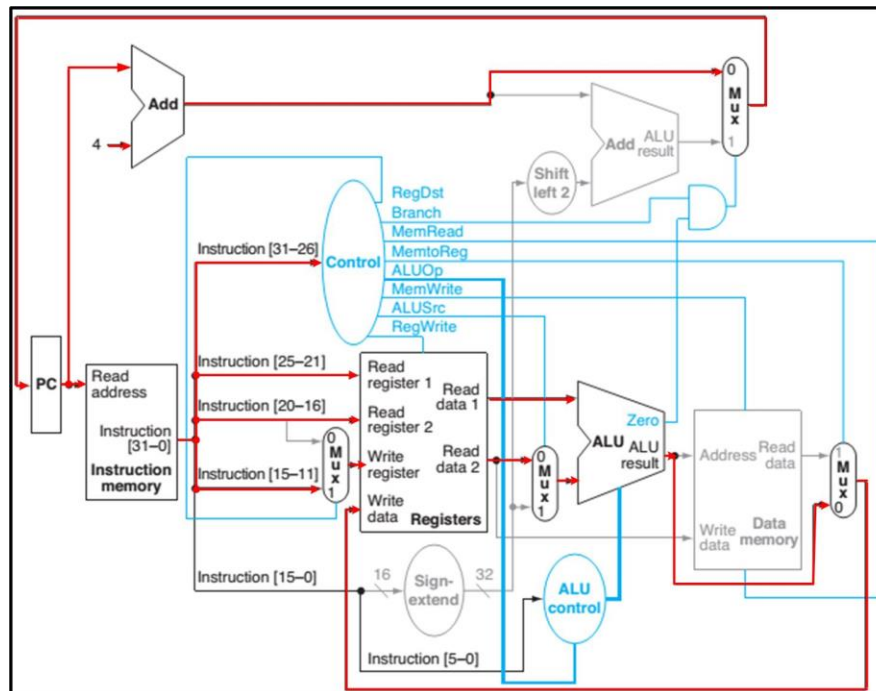 0
M
u
x
1
Add
4
Add
ALU
result
Shift
left 2
RegDst
Branch
MemRead
MemtoReg
ALUOp
MemWrite
ALUSrc
RegWrite
Control
Instruction [31–26]
Instruction [25–21]
Instruction [20–16]
Instruction [15–11]
Instruction [15–0]
Instruction [5–0]
PC
Read
address
Instruction
[31–0]
Instruction
memory
0
M
u
x
1
Read
register 1
Read
register 2
Write
register
Write
data
Read
data 1
Read
data 2
Registers
0
M
u
x
1
Zero
ALU
ALU
result
Address
Read
data
Write
data
Data
memory
1
M
u
x
0
16
Sign-
extend
32
ALU
control